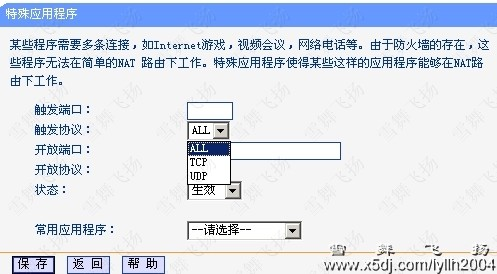 特殊应用程序
某些程序需要多条连接，如Internet游戏，视频会议，网络电话等。由于防火墙的存在，这
些程序无法在简单的NAT 路由下工作。特殊应用程序使得某些这样的应用程序能够在NAT路
由下工作。
触发端口：
触发协议： ALL
ALL
开放端口：
TCP
开放协议：
UDP
状态： 生效
常用应用程序： --请选择--
保 存 返 回 帮 助
雪 舞 飞 扬
www.x5dj.com/lyllh2004